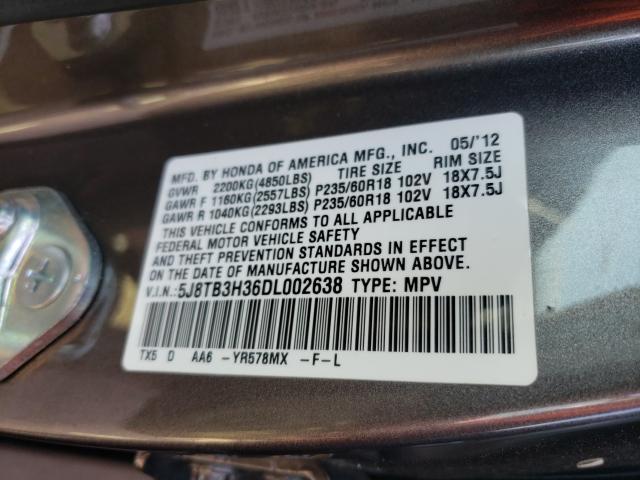 MFD. BY HONDA OF AMERICA MFG., INC. 05/'12
GVWR 2200KG(4850LBS) TIRE SIZE RIM SIZE
GAWR F 1160KG(2557LBS) P235/60R18 102V 18X7.5J
GAWR R 1040KG(2293LBS) P235/60R18 102V 18X7.5J
THIS VEHICLE CONFORMS TO ALL APPLICABLE
FEDERAL MOTOR VEHICLE SAFETY
AND THEFT PREVENTION STANDARDS IN EFFECT
ON THE DATE OF MANUFACTURE SHOWN ABOVE.
V.I.N.:5J8TB3H36DL002638 TYPE: MPV
TX5 D AA6 -YR578MX -F-L